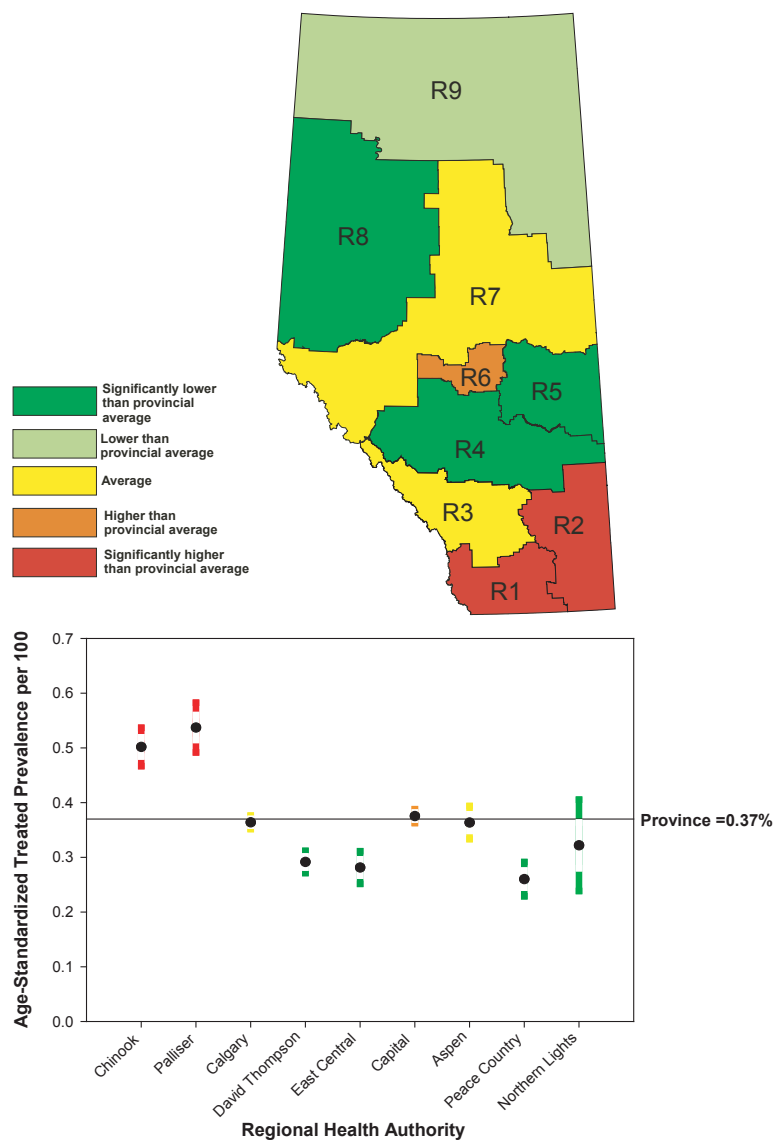 R9
R8
R7
R6
R5
R4
R3
R2
R1
Significantly lower
than provincial
average
Lower than
provincial average
Average
Higher than
provincial average
Significantly higher
than provincial average
Age-Standardized Treated Prevalence per 100
0.7
0.6
0.5
0.4
0.3
0.2
0.1
0.0
Province =0.37%
Chinook
Palliser
Calgary
David Thompson
East Central
Capital
Aspen
Peace Country
Northern Lights
Regional Health Authority